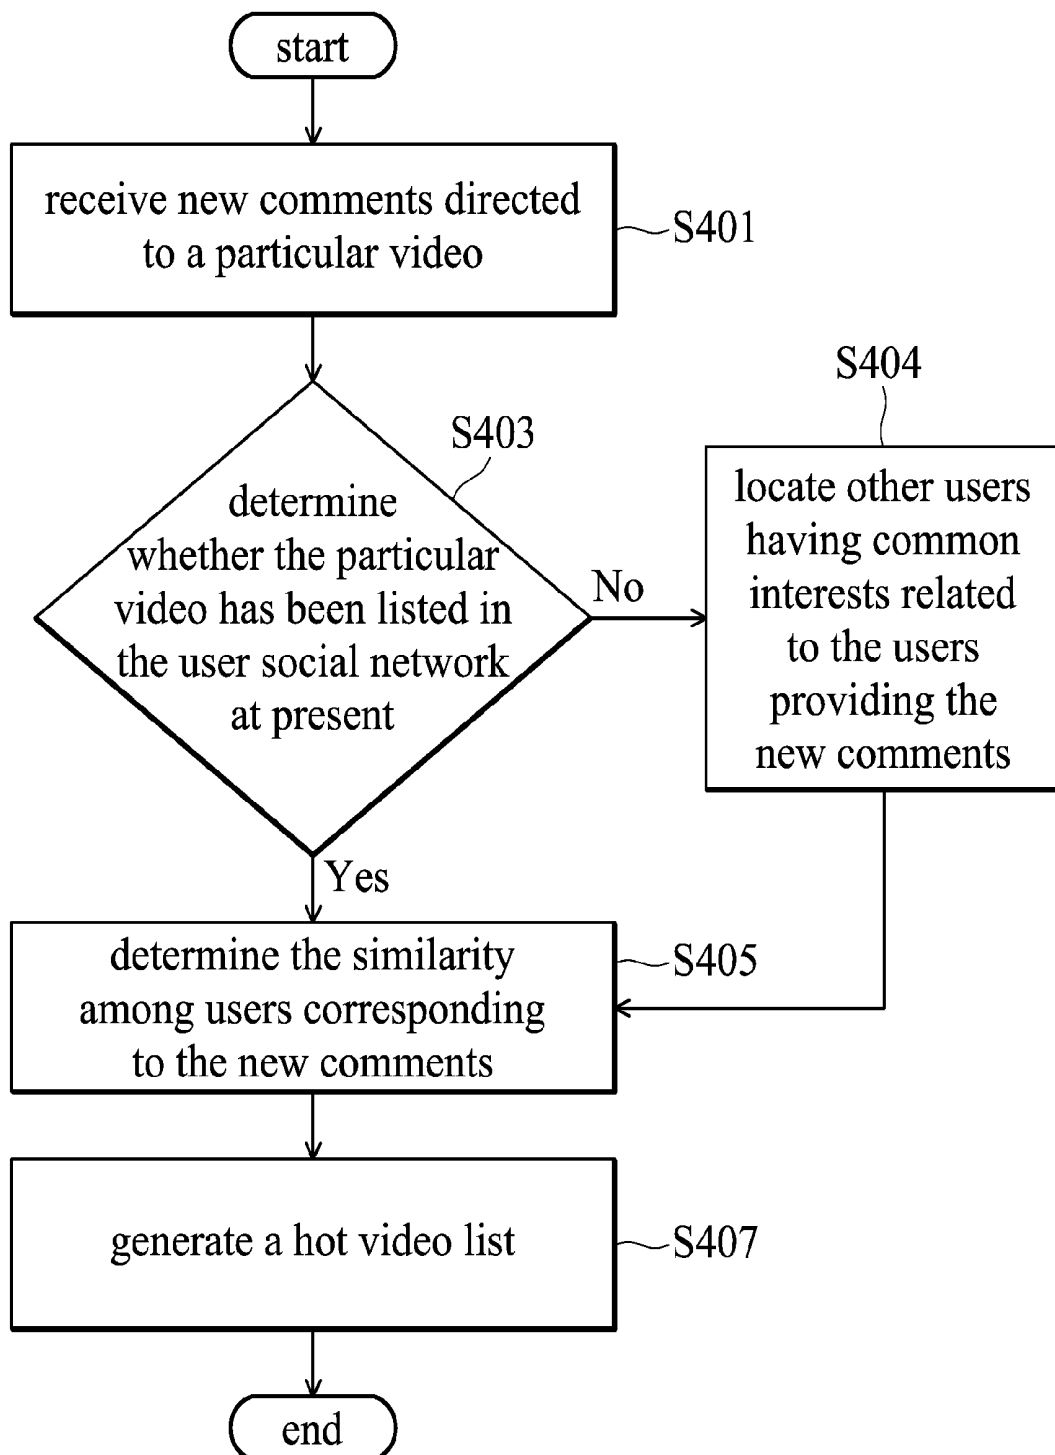 start
receive new comments directed
to a particular video
S401
S403
determine
whether the particular
video has been listed in
the user social network
at present
No
S404
locate other users
having common
interests related
to the users
providing the
new comments
Yes
determine the similarity
among users corresponding
to the new comments
S405
generate a hot video list
S407
end